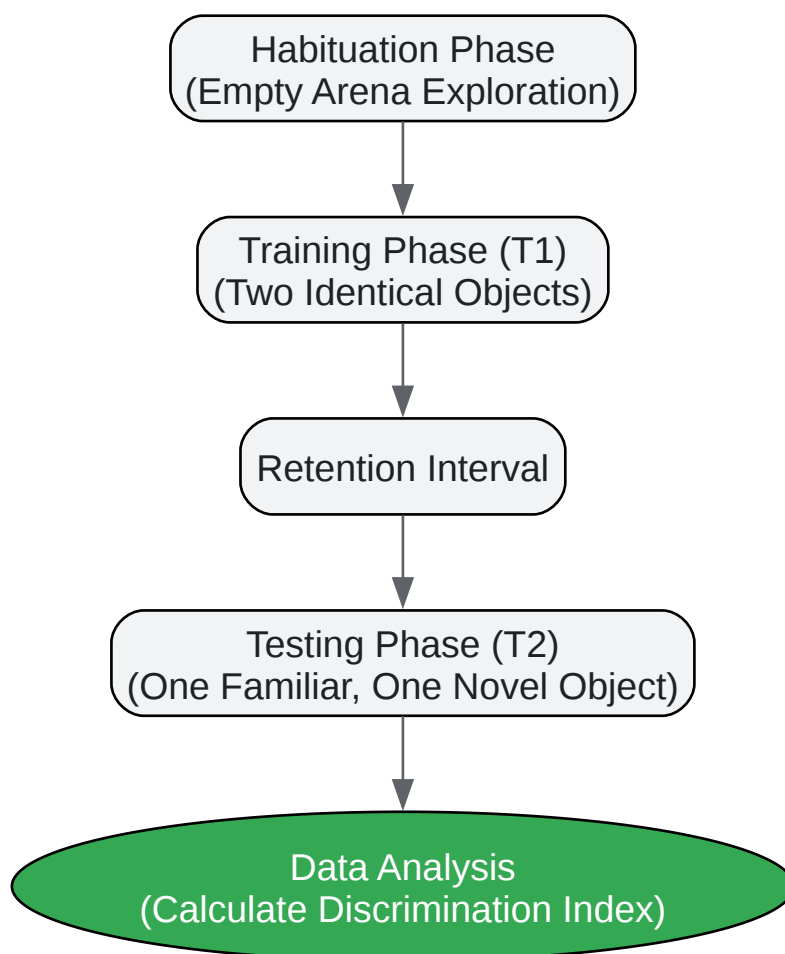 Habituation Phase
(Empty Arena Exploration)
Training Phase (T1)
(Two Identical Objects)
Retention Interval
Testing Phase (T2)
(One Familiar, One Novel Object)
Data Analysis
(Calculate Discrimination Index)